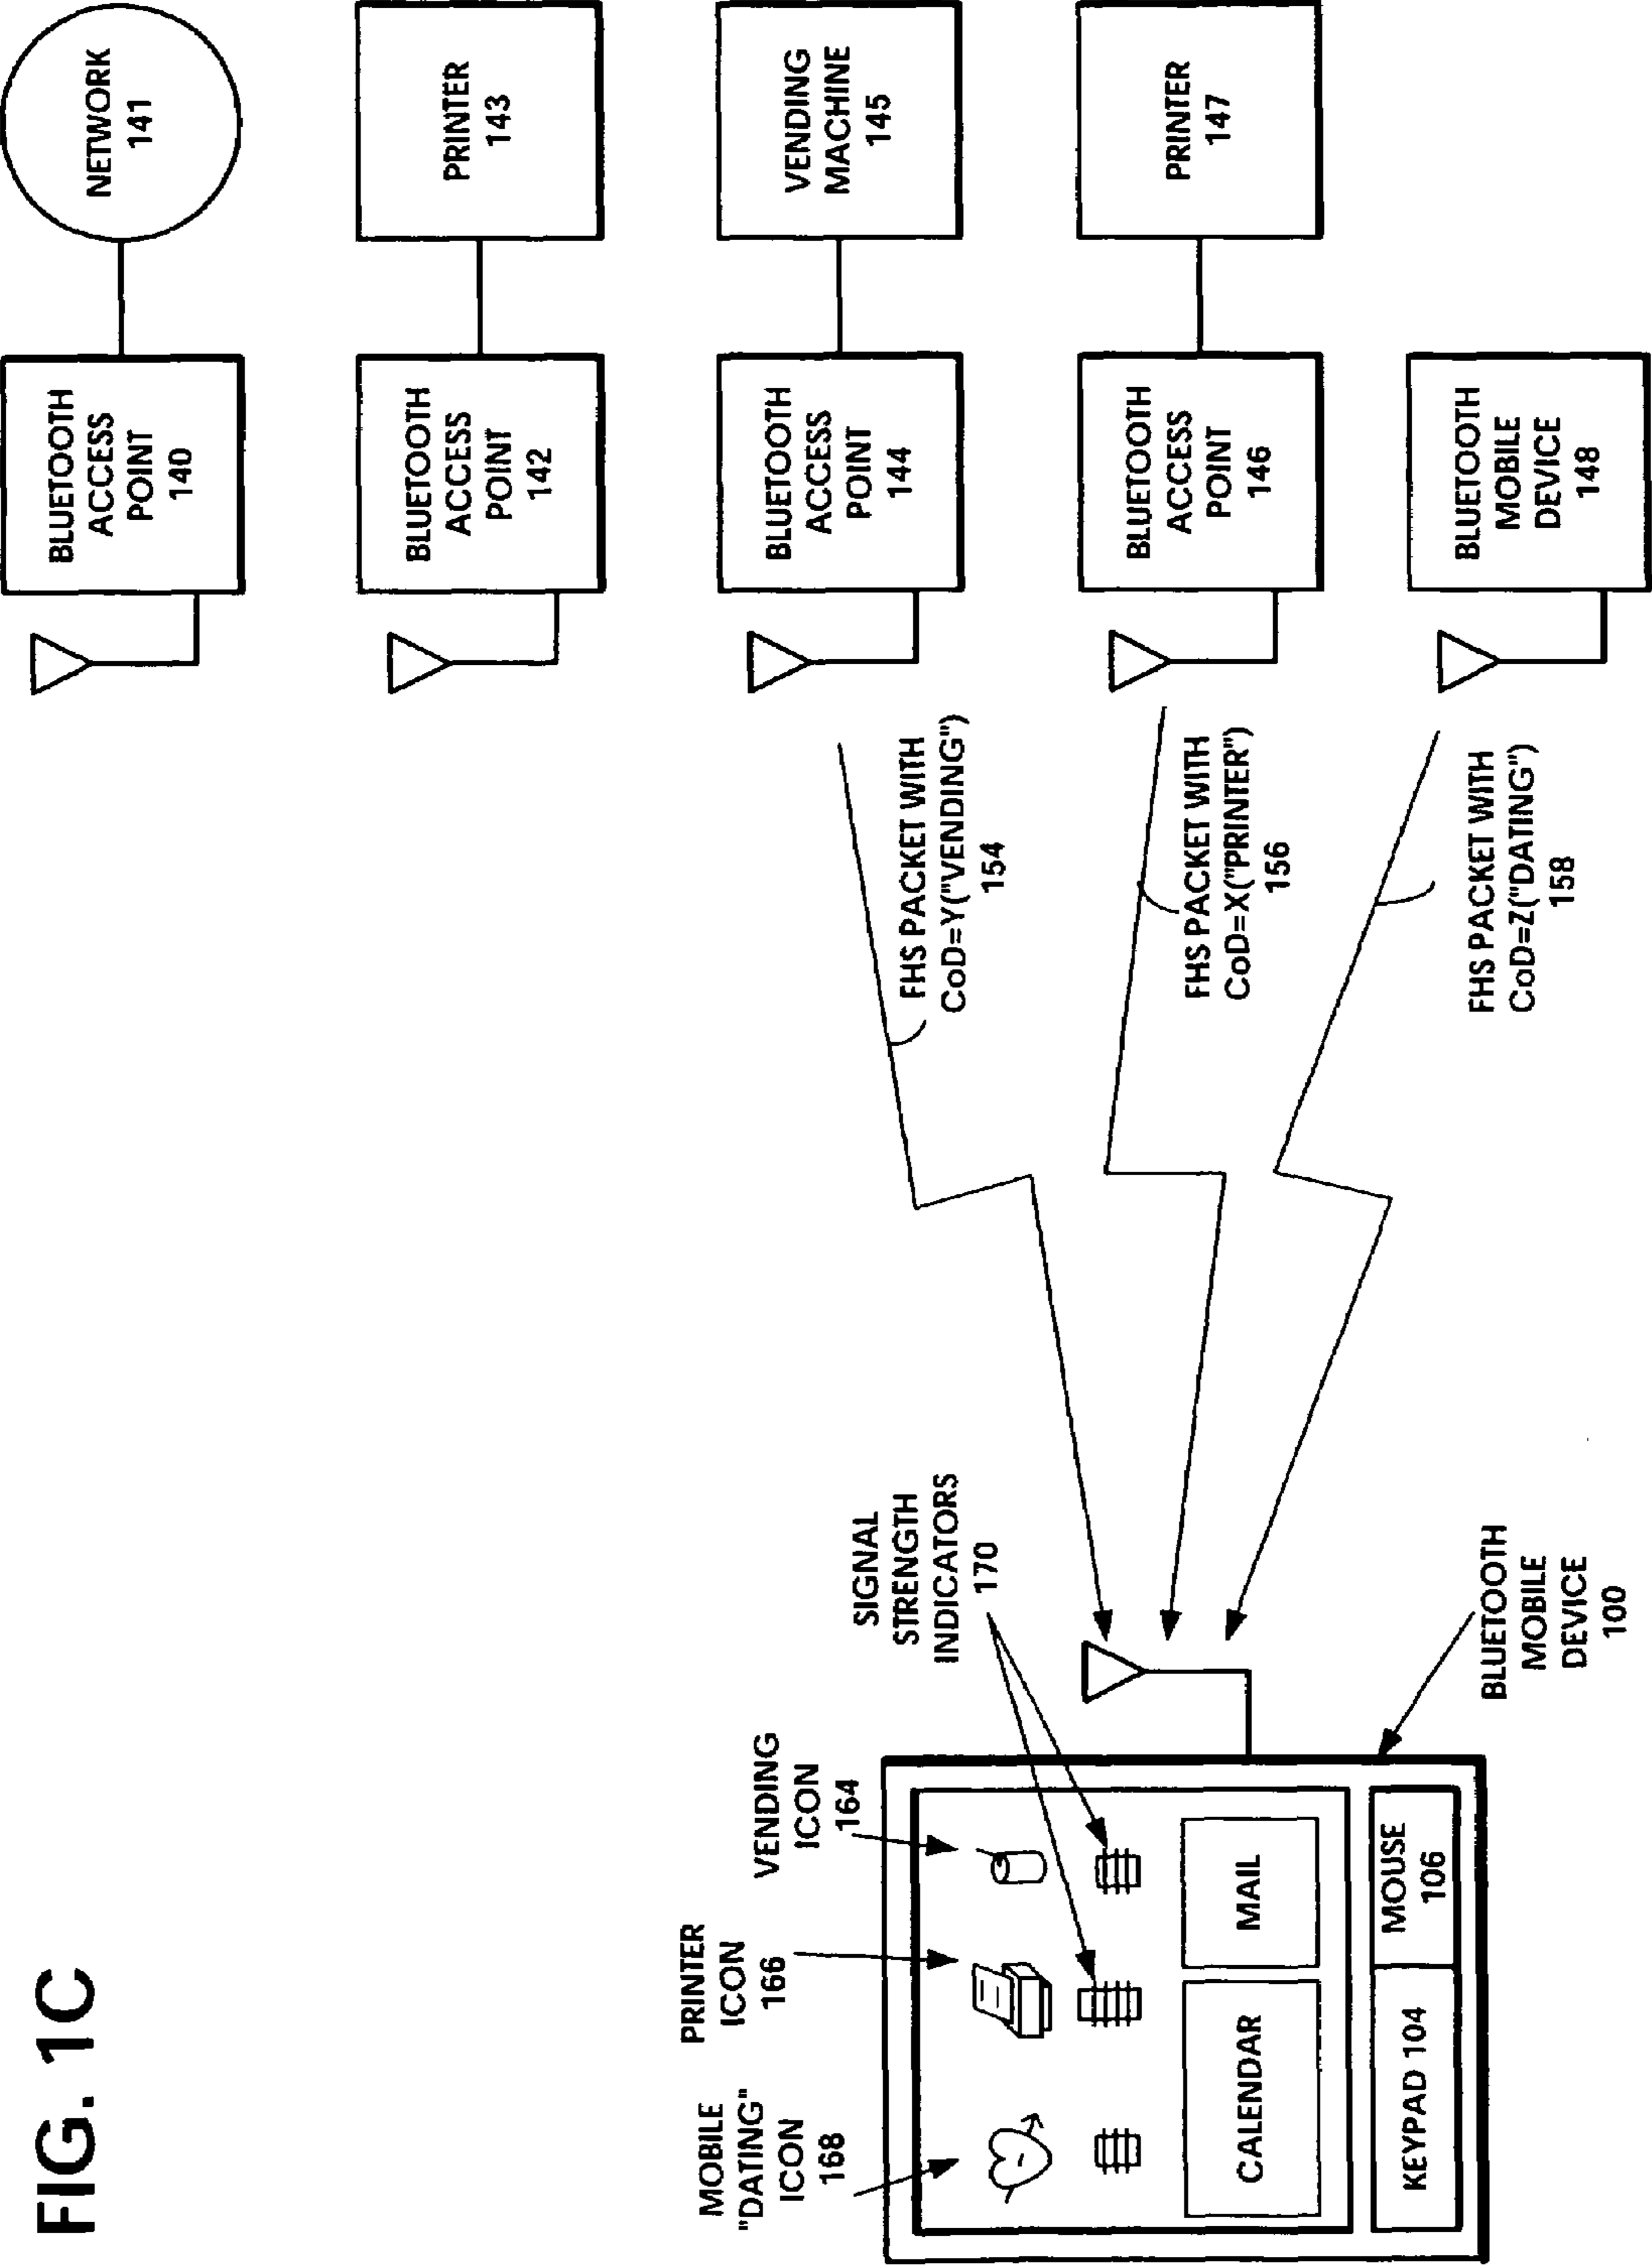 FIG. 1C
NETWORK
141
BLUETOOTH
ACCESS
POINT
140
PRINTER
143
BLUETOOTH
ACCESS
POINT
142
VENDING
MACHINE
145
BLUETOOTH
ACCESS
POINT
144
PRINTER
147
BLUETOOTH
ACCESS
POINT
146
BLUETOOTH
MOBILE
DEVICE
148
FHS PACKET WITH
CoD=Y("VENDING")
154
FHS PACKET WITH
CoD=X("PRINTER")
156
FHS PACKET WITH
CoD=Z("DATING")
158
SIGNAL
STRENGTH
INDICATORS
170
MOBILE
"DATING"
ICON
168
PRINTER
ICON
166
VENDING
ICON
164
CALENDAR
MAIL
KEYPAD 104
MOUSE
106
BLUETOOTH
MOBILE
DEVICE
100